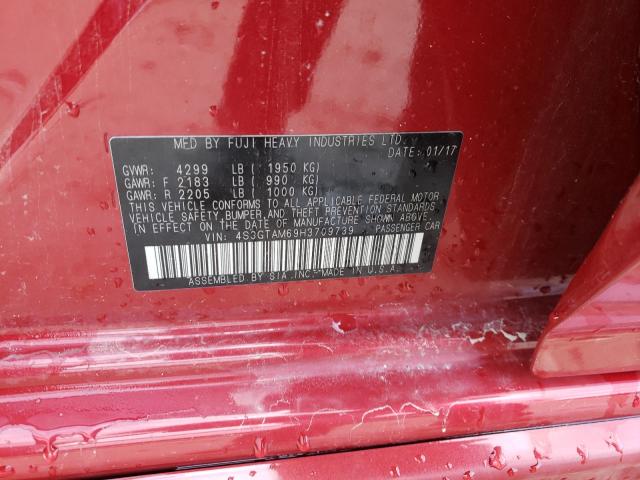 MFD BY FUJI HEAVY INDUSTRIES LTD.
DATE: 01/17
GVWR: 4299 LB ( 1950 KG)
GAWR: F 2183 LB ( 990 KG)
GAWR: R 2205 LB ( 1000 KG)
THIS VEHICLE CONFORMS TO ALL APPLICABLE FEDERAL MOTOR
VEHICLE SAFETY, BUMPER, AND THEFT PREVENTION STANDARDS
IN EFFECT ON THE DATE OF MANUFACTURE SHOWN ABOVE.
VIN: 4S3GTAM69H3709739 PASSENGER CAR
ASSEMBLED BY SIA, INC. MADE IN U.S.A.